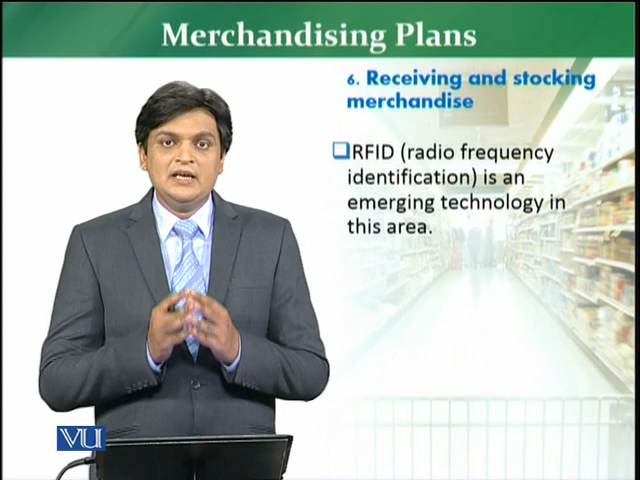 Merchandising Plans
6. Receiving and stocking
merchandise
RFID (radio frequency
identification) is an
emerging technology in
this area.
VU